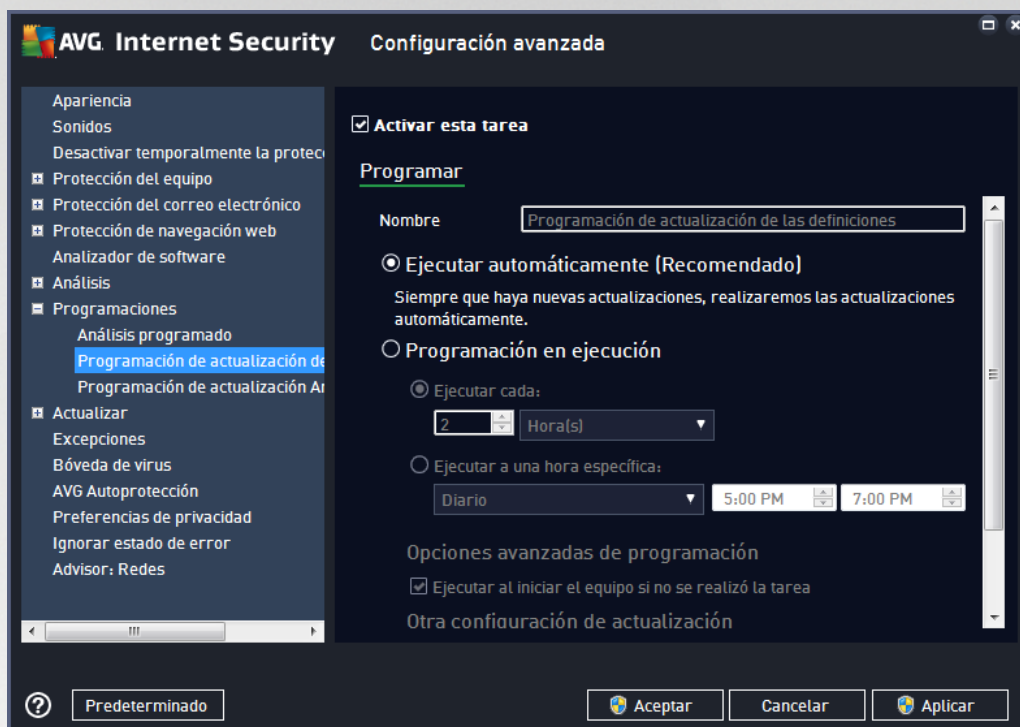 AVG. Internet Security
Configuración avanzada
Apariencia
Sonidos
Desactivar temporalmente la protec
Protección del equipo
Protección del correo electrónico
Protección de navegación web
Analizador de software
Análisis
Programaciones
Análisis programado
Programación de actualización de
Programación de actualización
Actualizar
Excepciones
Bóveda de virus
AVG Autoprotección
Preferencias de privacidad
Ignorar estado de error
Advisor: Redes
Activar esta tarea
Programar
Nombre
Programación de actualización de las definiciones
Ejecutar automáticamente (Recomendado)
Siempre que haya nuevas actualizaciones, realizaremos las actualizaciones
automáticamente.
Programación en ejecución
Ejecutar cada:
2 Hora(s)
Ejecutar a una hora específica:
Diario 5:00 PM 7:00 PM
Opciones avanzadas de programación
Ejecutar al iniciar el equipo si no se realizó la tarea
Otra configuración de actualización
Predeterminado
Aceptar
Cancelar
Aplicar